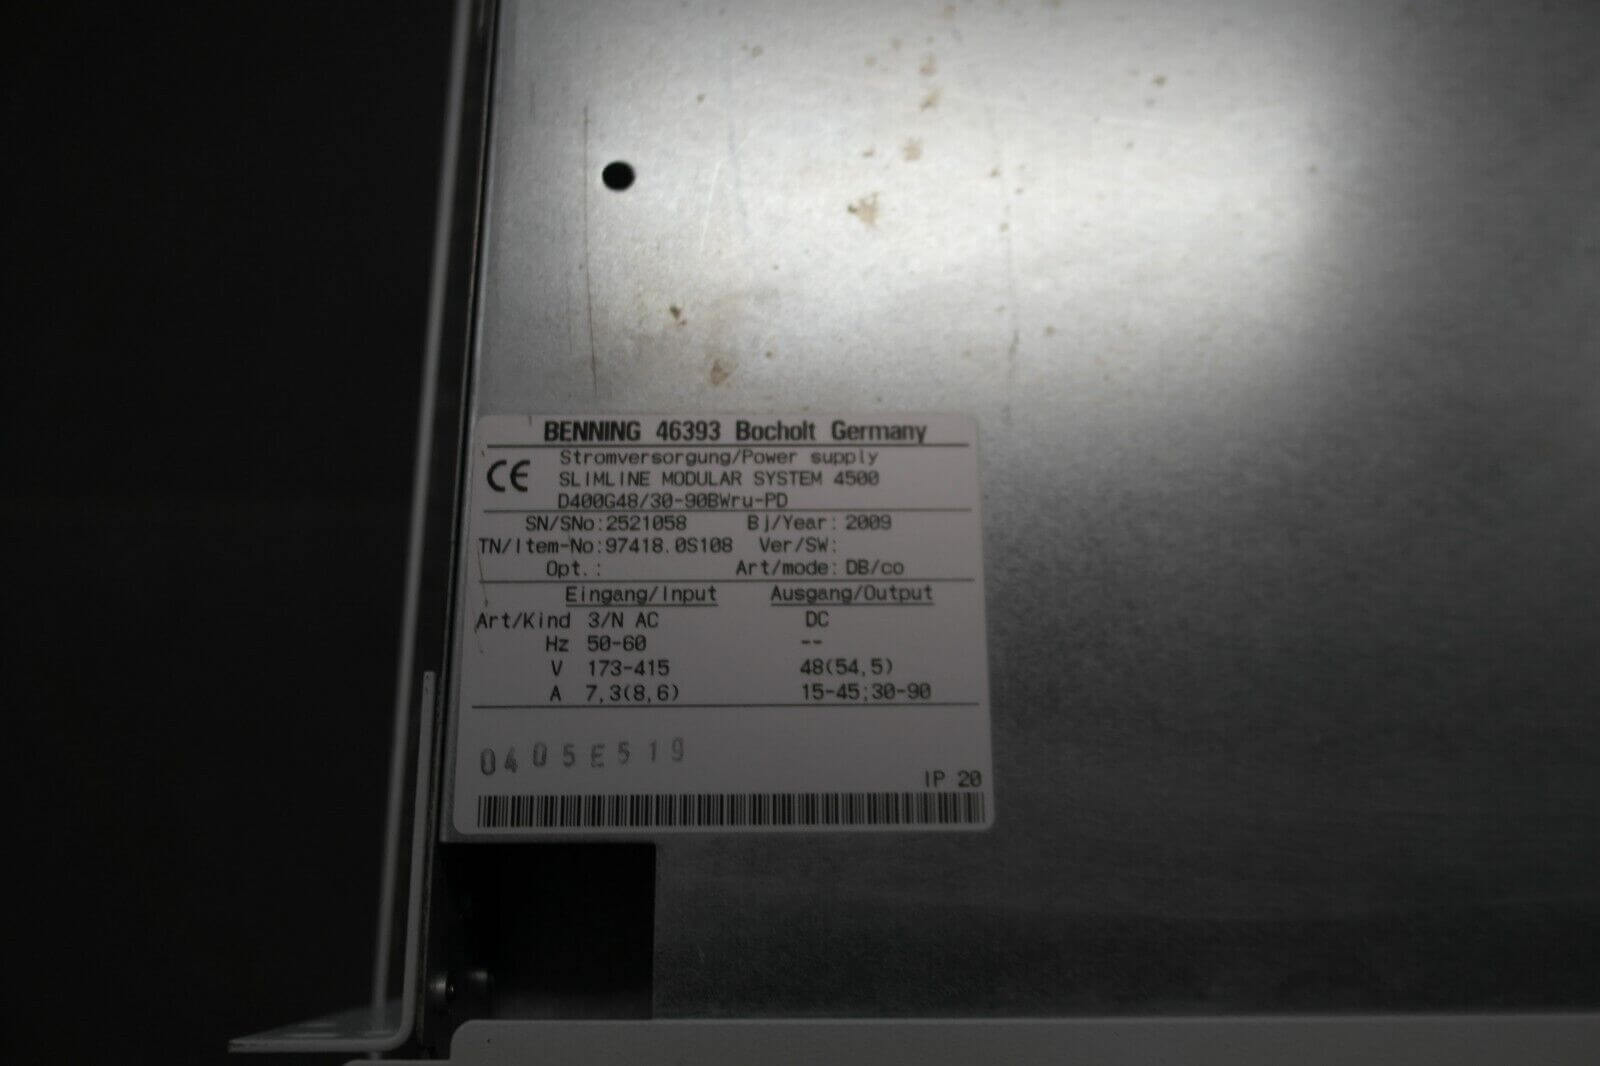 BENNING 46393 Bocholt Germany
CE Stromversorgung/Power supply
SLIMLINE MODULAR SYSTEM 4500
D400G48/30-90BWru-PD
SN/SNo:2521058 Bj/Year: 2009
TN/Item-No:97418.0S108 Ver/SW:
Opt.: Art/mode: DB/co
Eingang/Input Ausgang/Output
Art/Kind 3/N AC DC
Hz 50-60 --
V 173-415 48(54,5)
A 7,3(8,6) 15-45;30-90
0405E519
IP 20